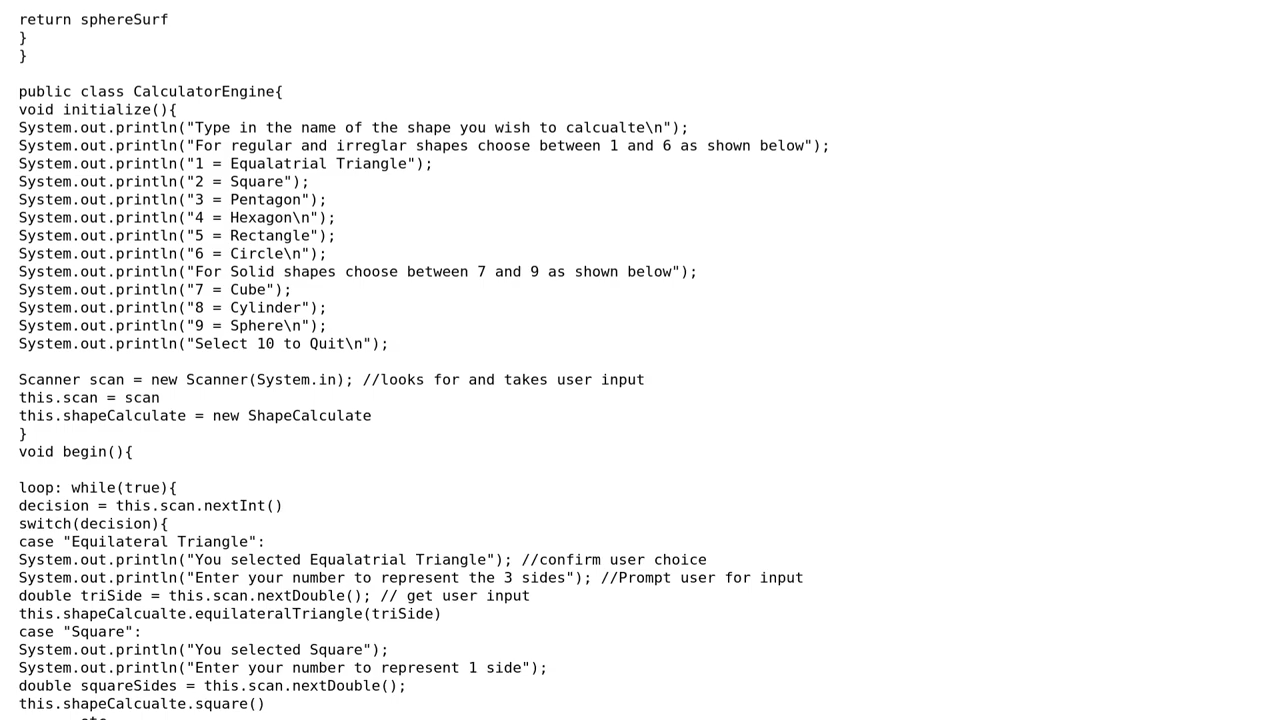 return sphereSurf
}
}
public class CalculatorEngine{
void initialize(){
System.out.println("Type in the name of the shape you wish to calcualte\n");
System.out.println("For regular and irreglar shapes choose between 1 and 6 as shown below");
System.out.println("1 = Equalatrial Triangle");
System.out.println("2 = Square");
System.out.println("3 = Pentagon");
System.out.println("4 = Hexagon\n");
System.out.println("5 = Rectangle");
System.out.println("6 = Circle\n");
System.out.println("For Solid shapes choose between 7 and 9 as shown below");
System.out.println("7 = Cube");
System.out.println("8 = Cylinder");
System.out.println("9 = Sphere\n");
System.out.println("Select 10 to Quit\n");
Scanner scan = new Scanner(System.in); //looks for and takes user input
this.scan = scan
this.shapeCalculate = new ShapeCalculate
}
void begin(){
loop: while(true){
decision = this.scan.nextInt()
switch(decision){
case "Equilateral Triangle":
System.out.println("You selected Equalatrial Triangle"); //confirm user choice
System.out.println("Enter your number to represent the 3 sides"); //Prompt user for input
double triSide = this.scan.nextDouble(); // get user input
this.shapeCalcualte.equilateralTriangle(triSide)
case "Square":
System.out.println("You selected Square");
System.out.println("Enter your number to represent 1 side");
double squareSides = this.scan.nextDouble();
this.shapeCalcualte.square()